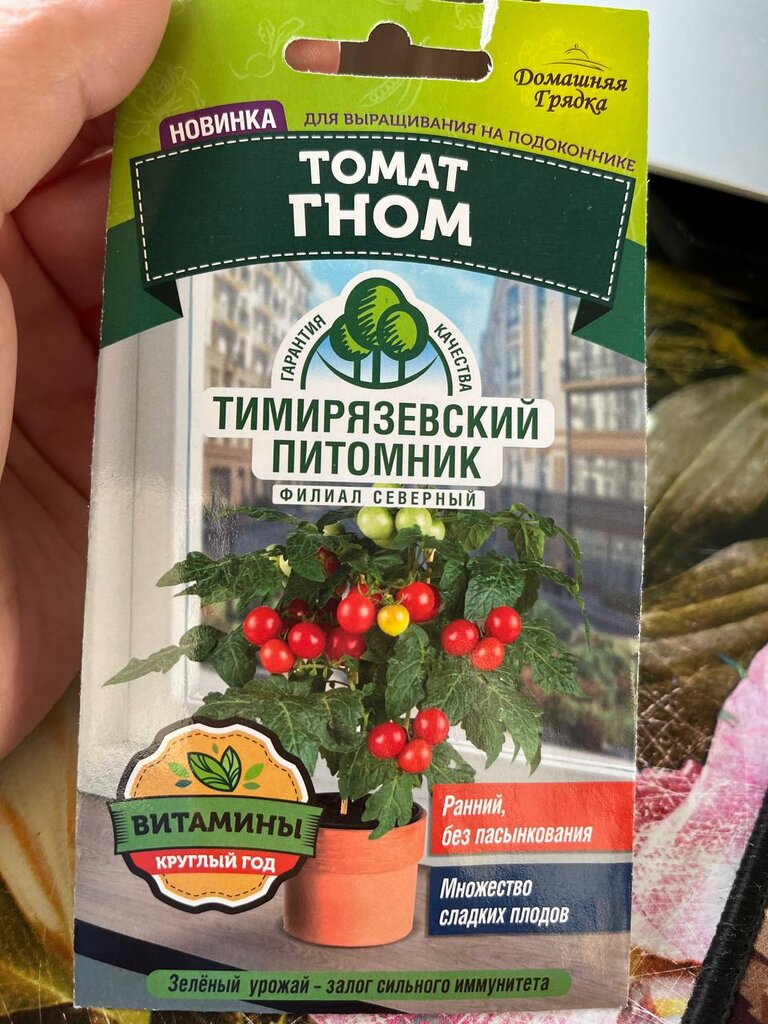 Домашняя
Грядка
НОВИНКА
ДЛЯ ВЫРАЩИВАНИЯ НА ПОДОКОННИКЕ
ТОМАТ
ГНОМ
ГАРАНТИЯ КАЧЕСТВА
ТИМИРЯЗЕВСКИЙ
ПИТОМНИК
ФИЛИАЛ СЕВЕРНЫЙ
ВИТАМИНЫ
КРУГЛЫЙ ГОД
Ранний,
без пасынкования
Множество
сладких плодов
Зелёный урожай – залог сильного иммунитета